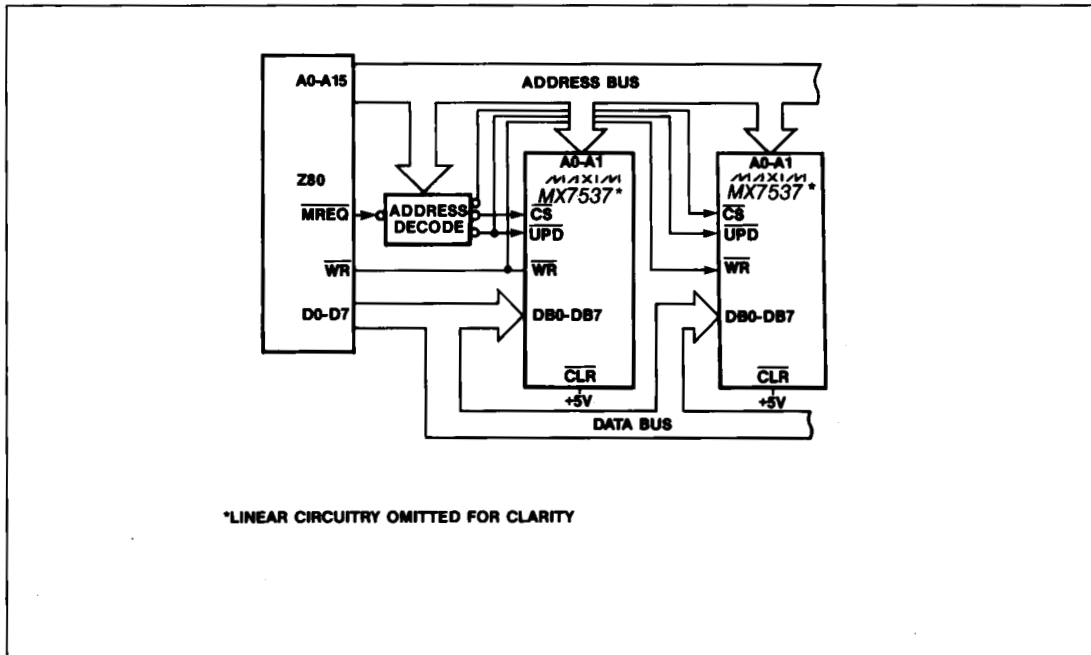 A0-A15
ADDRESS BUS
Z80
MREQ
ADDRESS
DECODE
WR
D0-D7
A0-A1
MAXIM
MX7537*
CS
UPD
WR
DB0-DB7
CLR
+5V
A0-A1
MAXIM
MX7537*
CS
UPD
WR
DB0-DB7
CLR
+5V
DATA BUS
*LINEAR CIRCUITRY OMITTED FOR CLARITY